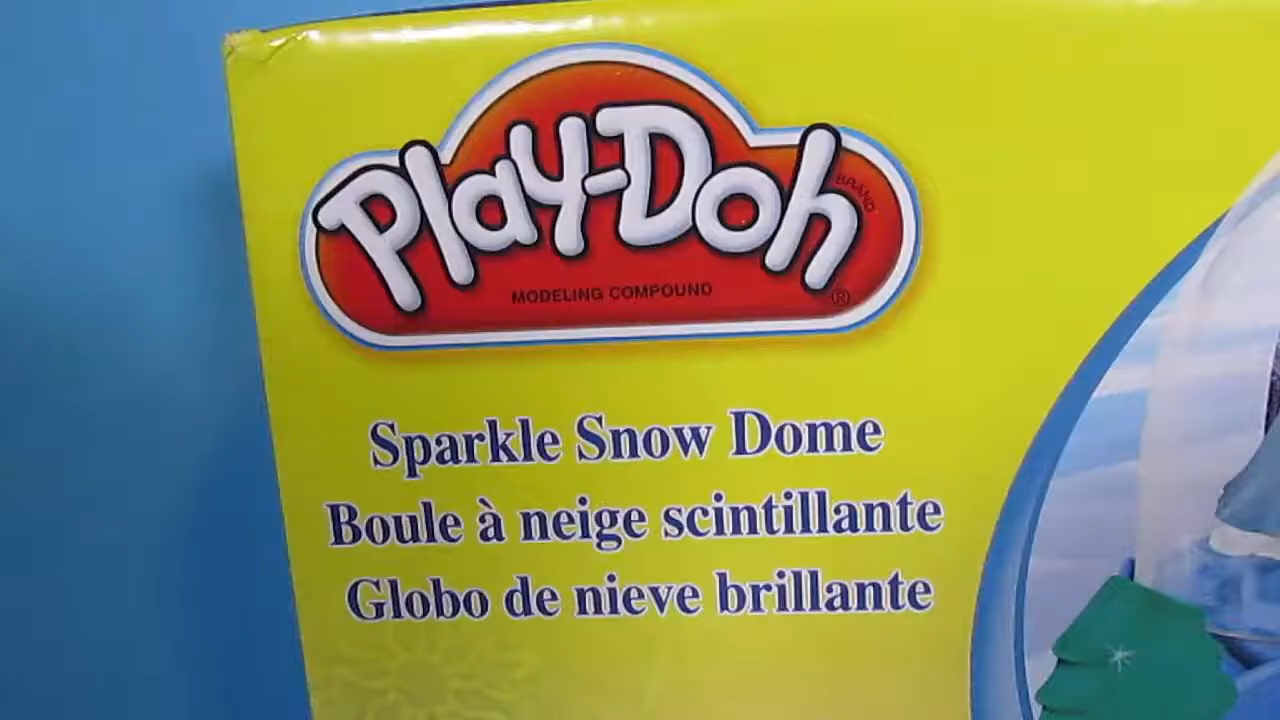 Play-Doh
BRAND
MODELING COMPOUND
®
Sparkle Snow Dome
Boule à neige scintillante
Globo de nieve brillante